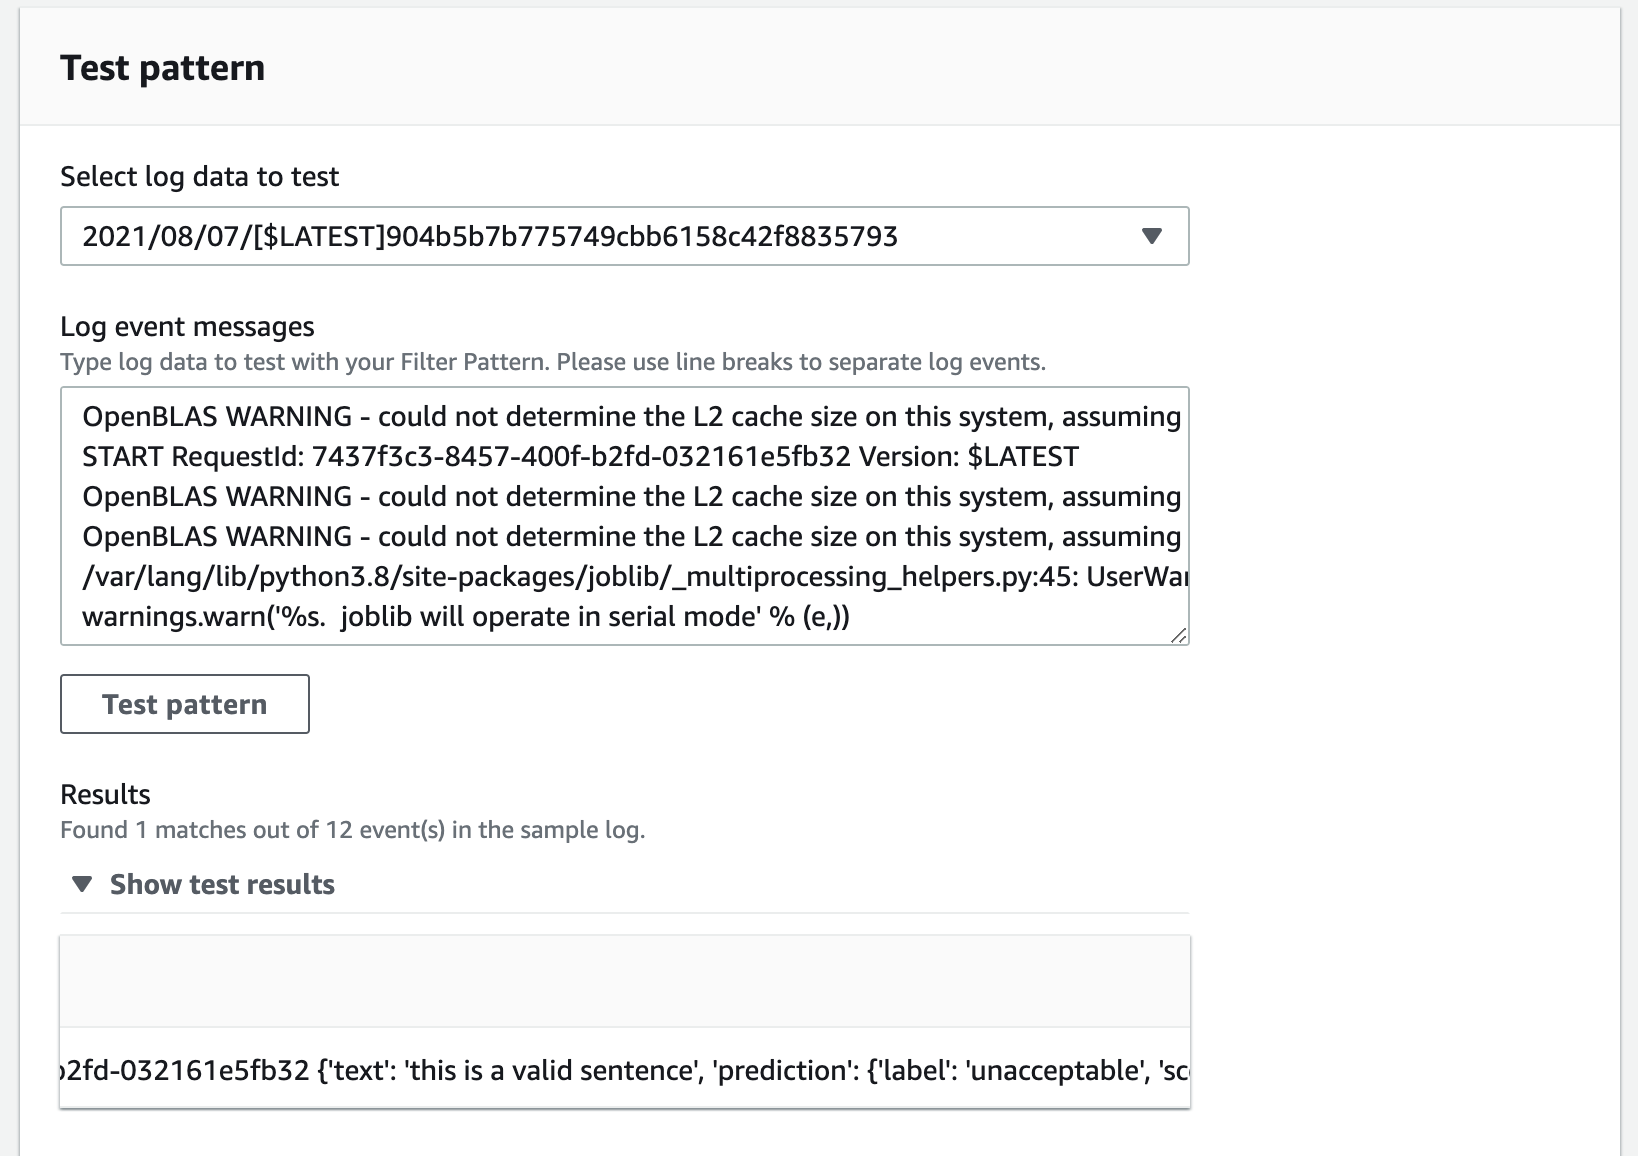 Test pattern
Select log data to test
2021/08/07/[$LATEST]904b5b7b775749cbb6158c42f8835793
Log event messages
Type log data to test with your Filter Pattern. Please use line breaks to separate log events.
OpenBLAS WARNING - could not determine the L2 cache size on this system, assuming
START RequestId: 7437f3c3-8457-400f-b2fd-032161e5fb32 Version: $LATEST
OpenBLAS WARNING - could not determine the L2 cache size on this system, assuming
OpenBLAS WARNING - could not determine the L2 cache size on this system, assuming
/var/lang/lib/python3.8/site-packages/joblib/_multiprocessing_helpers.py:45:
warnings.warn('%s.  joblib will operate in serial mode' % (e,))
Test pattern
Results
Found 1 matches out of 12 event(s) in the sample log.
Show test results
2fd-032161e5fb32 {'text': 'this is a valid sentence', 'prediction': {'label': 'unacceptable',